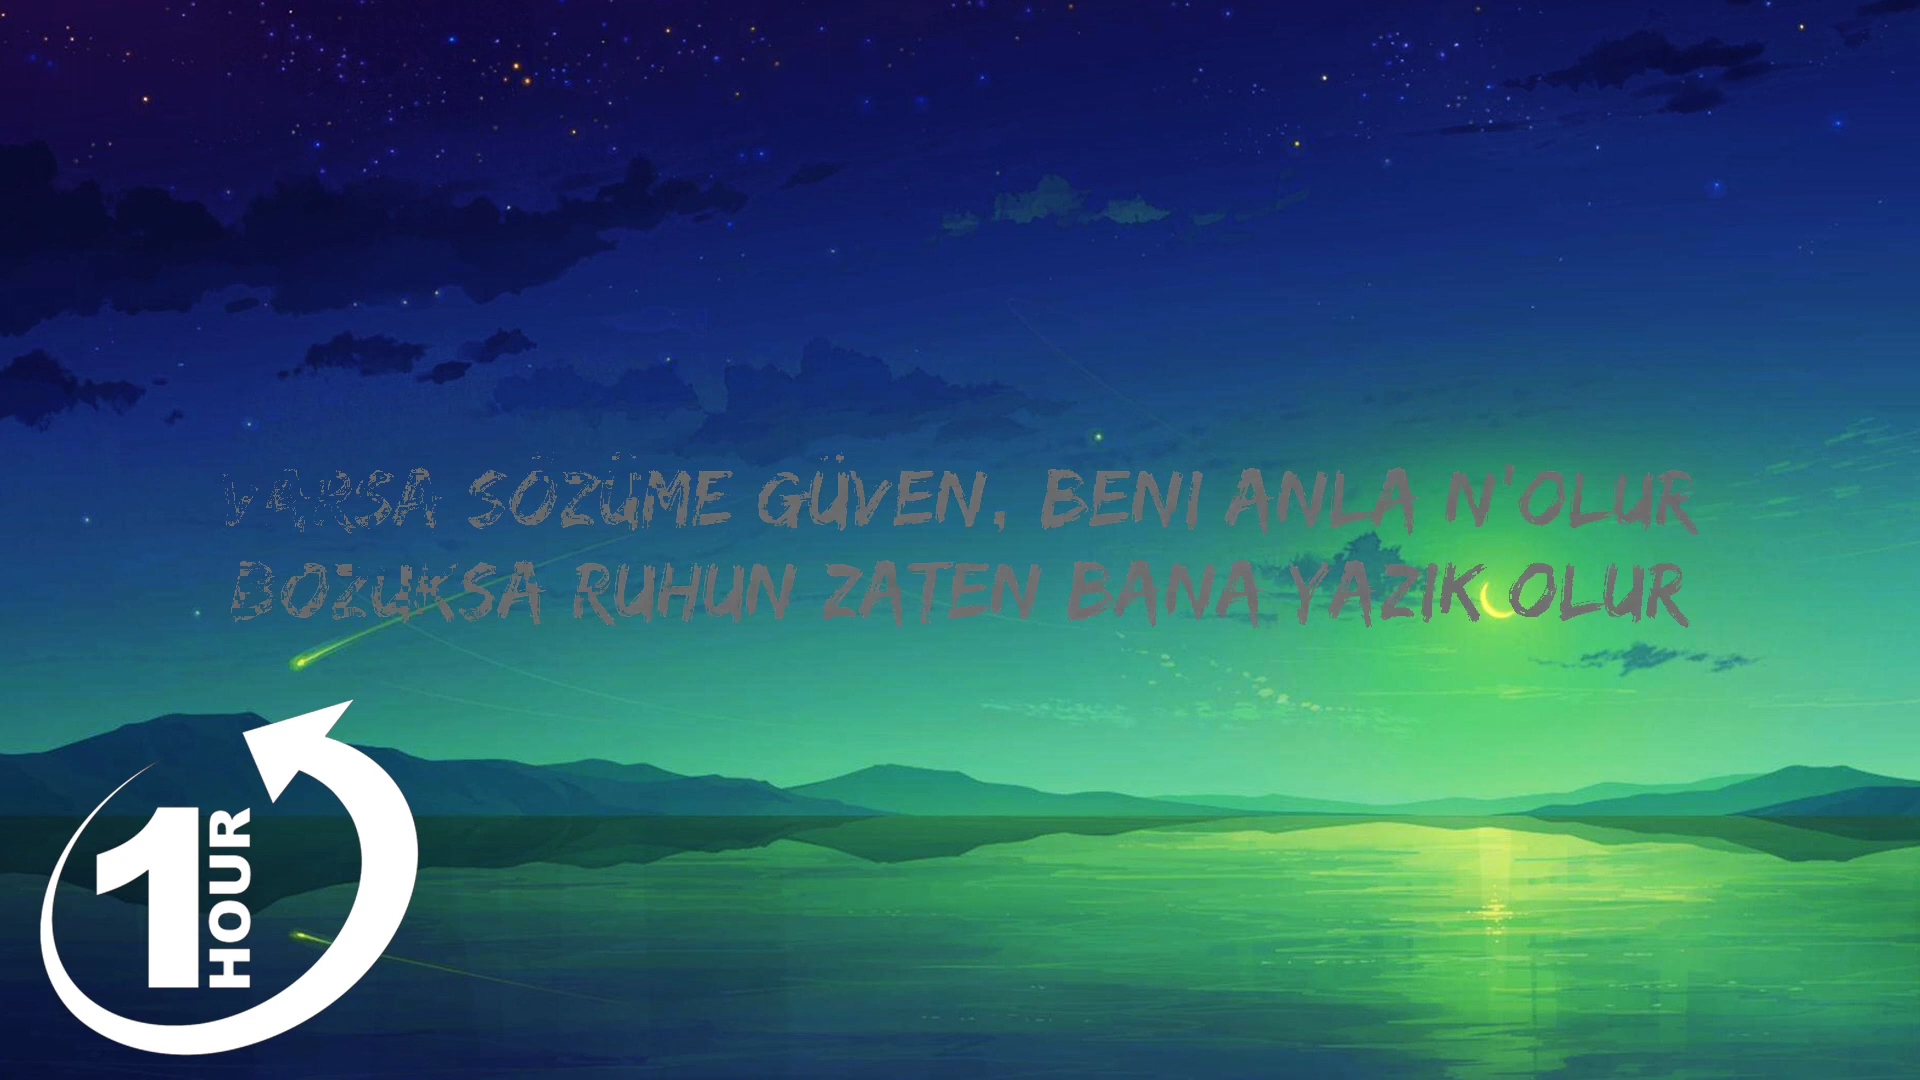 VARSA SÖZÜME GÜVEN, BENI ANLA N'OLUR
BOZUKSA RUHUN ZATEN BANA YAZIK OLUR
1 HOUR